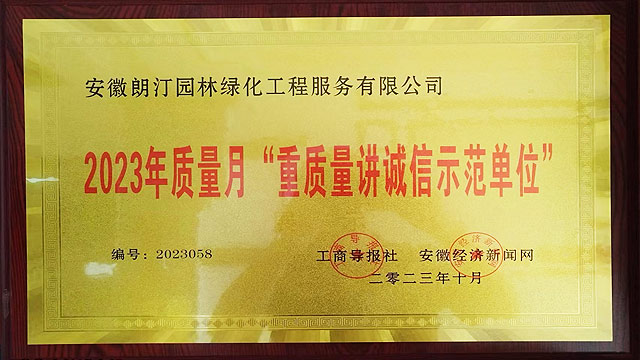 安徽朗汀园林绿化工程服务有限公司
2023年质量月“重质量讲诚信示范单位”
编号：2023058
工商导报社 安徽经济新闻网
二零二三年十月